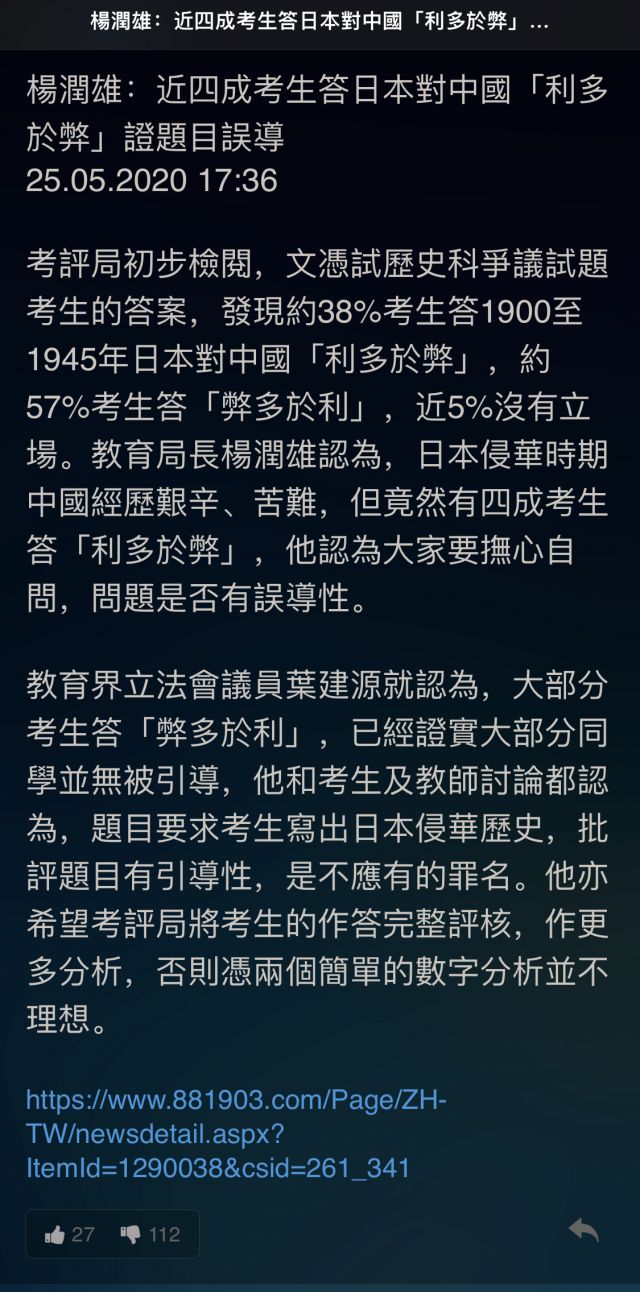 楊潤雄：近四成考生答日本對中國「利多於弊」...
楊潤雄：近四成考生答日本對中國「利多
於弊」證題目誤導
25.05.2020 17:36
考評局初步檢閱，文憑試歷史科爭議試題
考生的答案，發現約38%考生答1900至
1945年日本對中國「利多於弊」，約
57%考生答「弊多於利」，近5%沒有立
場。教育局長楊潤雄認為，日本侵華時期
中國經歷艱辛、苦難，但竟然有四成考生
答「利多於弊」，他認為大家要撫心自
問，問題是否有誤導性。
教育界立法會議員葉建源就認為，大部分
考生答「弊多於利」，已經證實大部分同
學並無被引導，他和考生及教師討論都認
為，題目要求考生寫出日本侵華歷史，批
評題目有引導性，是不應有的罪名。他亦
希望考評局將考生的作答完整評核，作更
多分析，否則憑兩個簡單的數字分析並不
理想。
https://www.881903.com/Page/ZH-
TW/newsdetail.aspx?
ItemId=1290038&csid=261_341
27 112